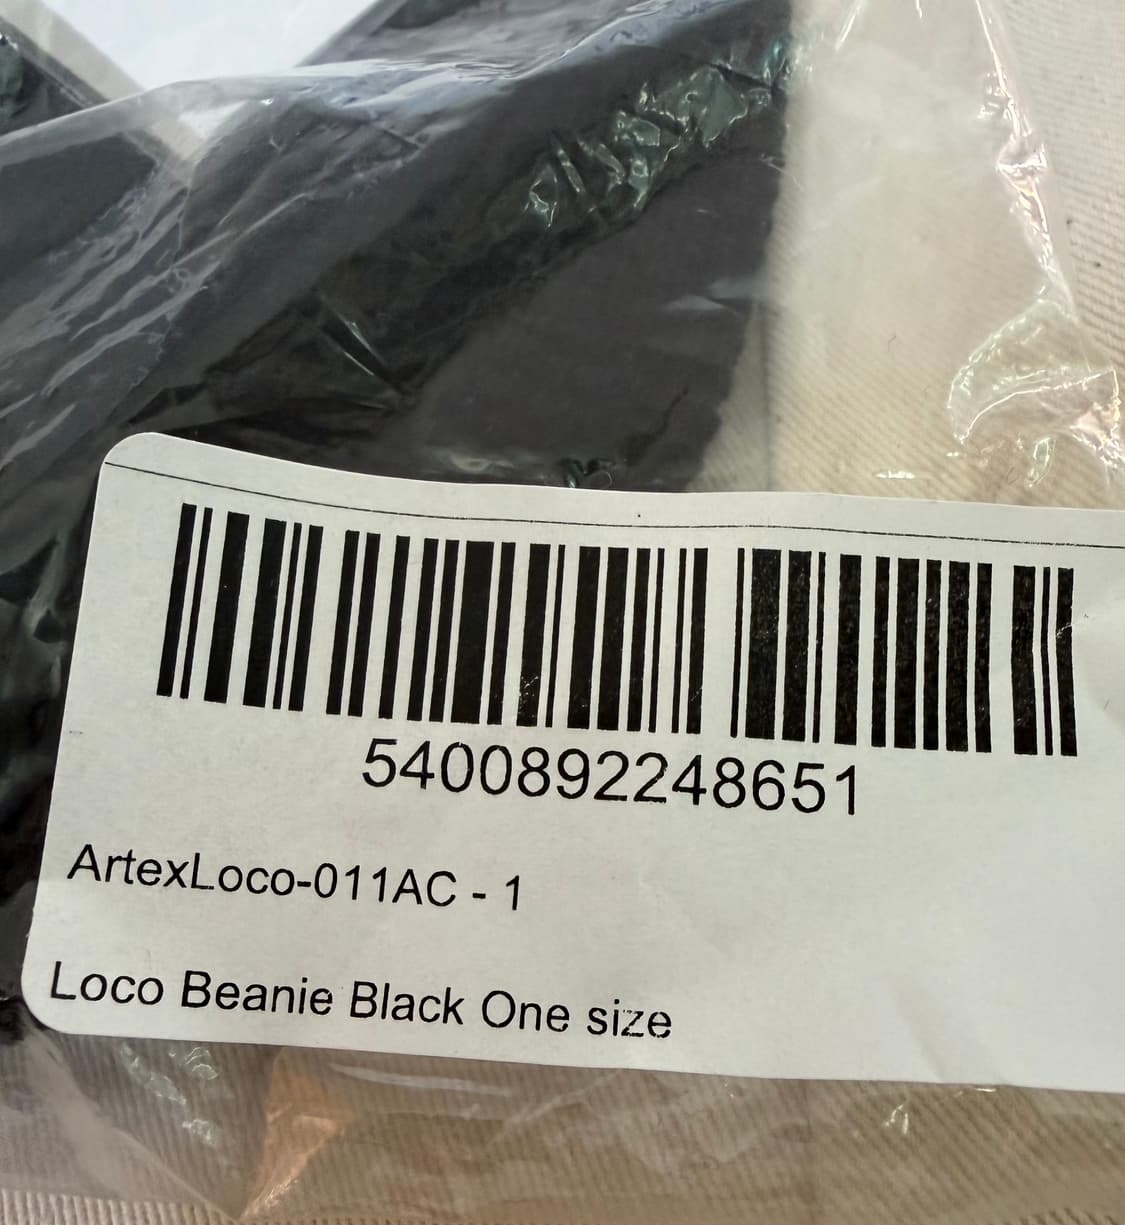 5400892248651
ArtexLoco-011AC - 1
Loco Beanie Black One size